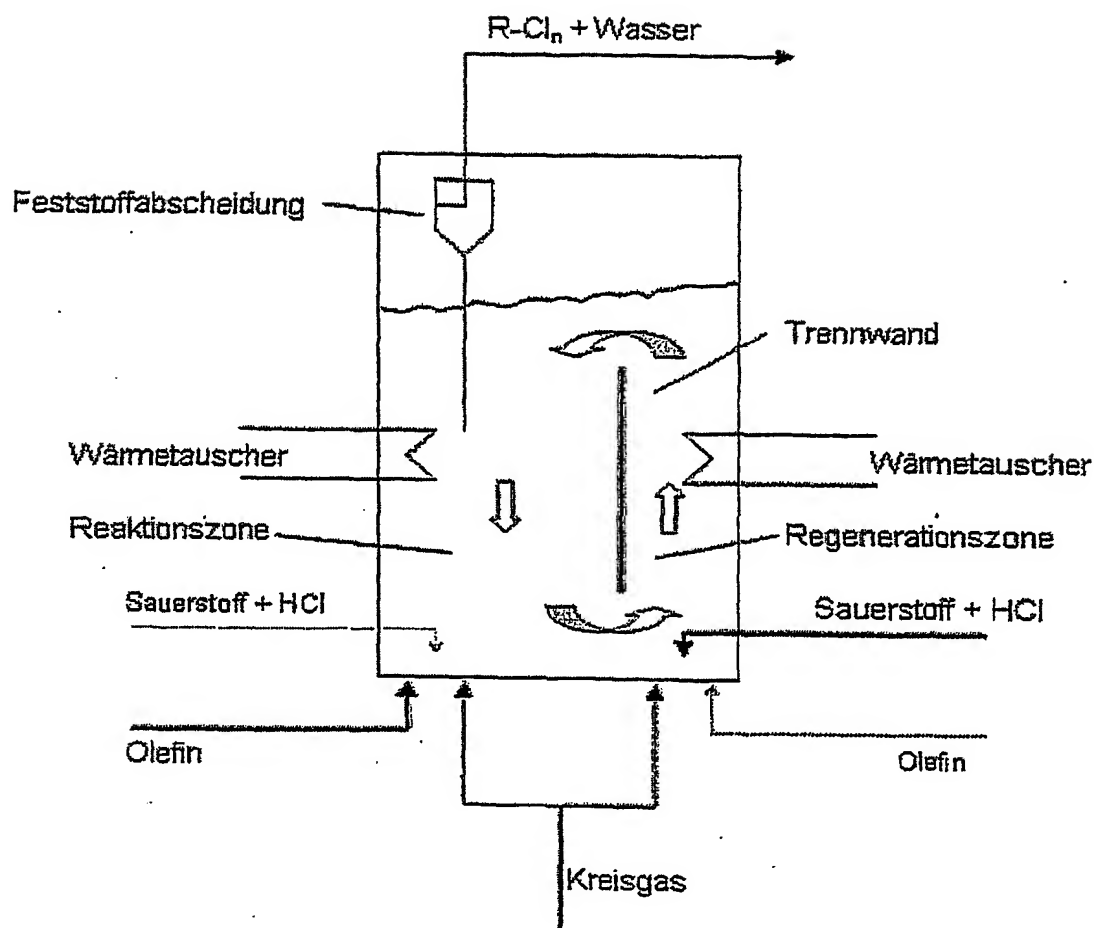 R-Clₙ + Wasser
Feststoffabscheidung
Trennwand
Wärmetauscher
Wärmetauscher
Reaktionszone
Regenerationszone
Sauerstoff + HCl
Sauerstoff + HCl
Olefin
Olefin
Kreisgas